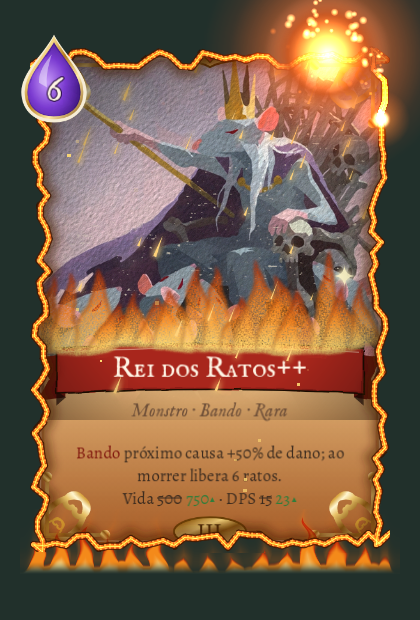 6
Rei dos Ratos++
Monstro · Bando · Rara
Bando próximo causa +50% de dano; ao
morrer libera 6 ratos.
Vida 500 750▲ · DPS 15 23▲
III